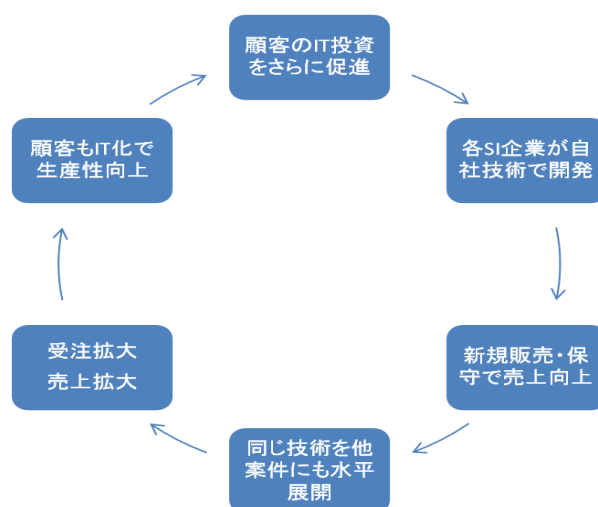 顧客のIT投資
をさらに促進
各SI企業が自
社技術で開発
新規販売・保
守で売上向上
同じ技術を他
案件にも水平
展開
受注拡大
売上拡大
顧客もIT化で
生産性向上